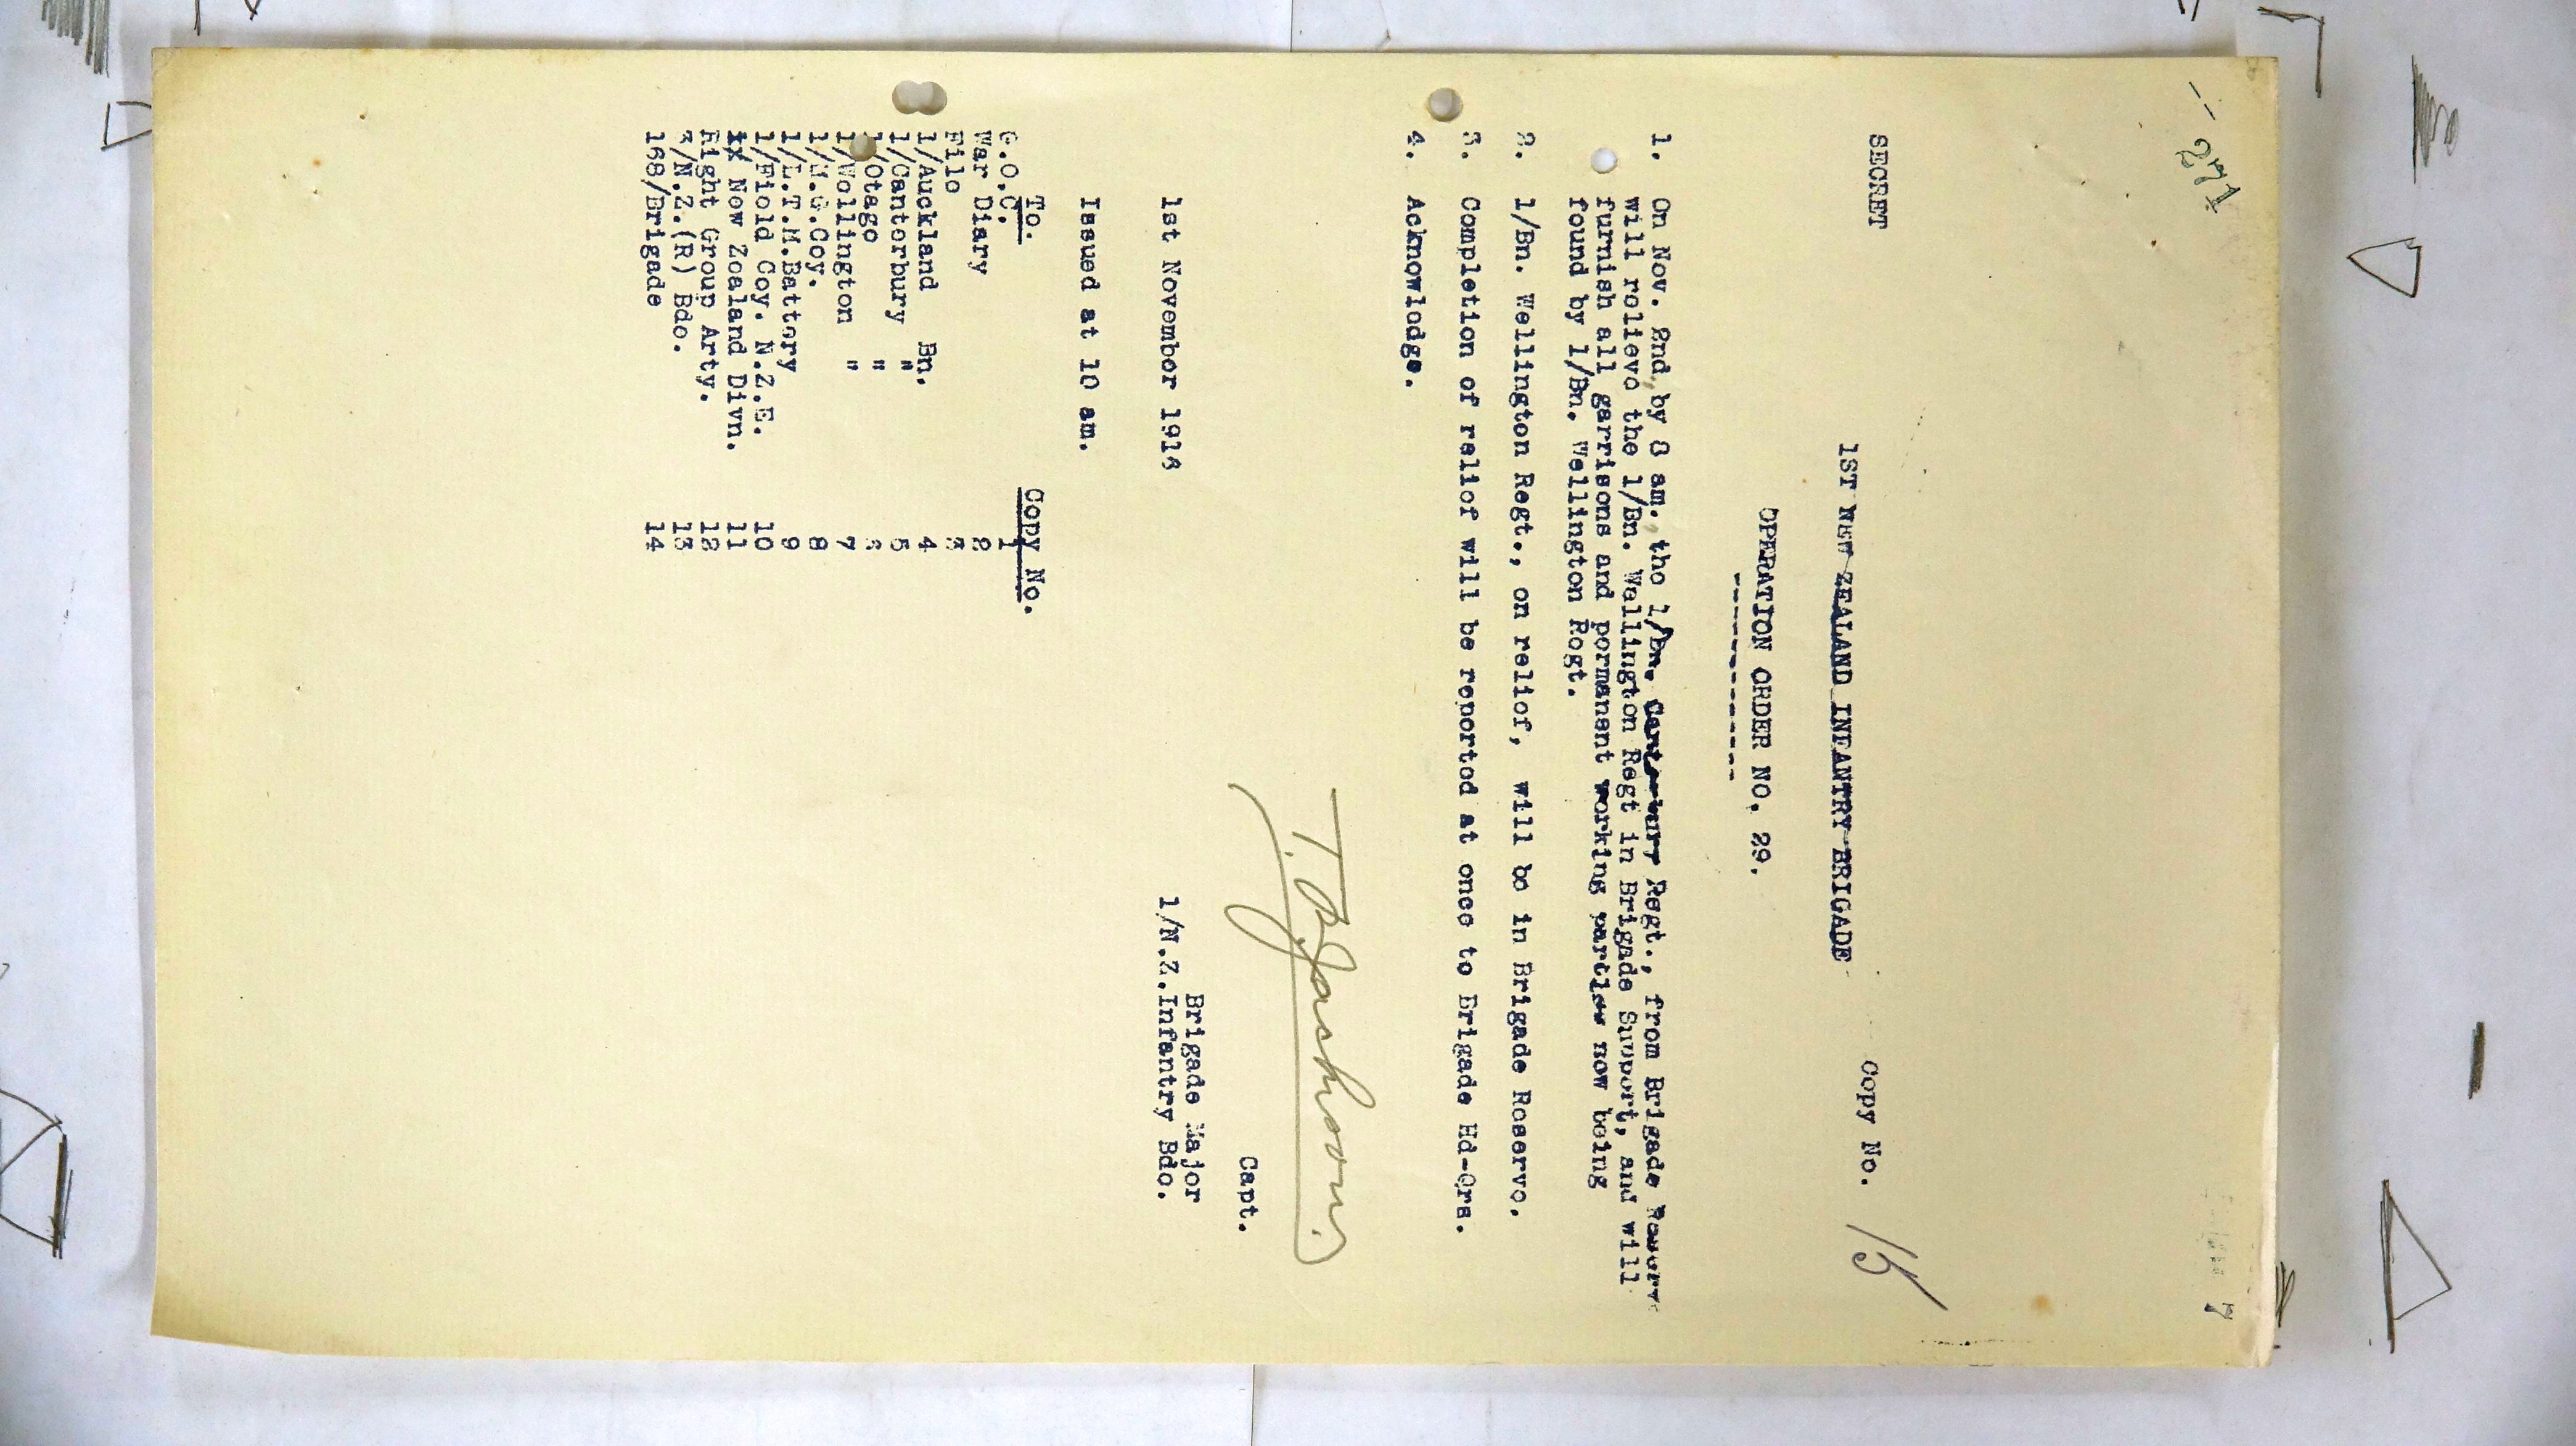 271
SECRET
Copy No. 15
1ST NEW ZEALAND INFANTRY BRIGADE
OPERATION ORDER NO. 29.
1. On Nov. 2nd, by 8 am. the 1/Bn. Canterbury Regt., from Brigade Reserve
will relieve the 1/Bn. Wellington Regt in Brigade Support, and will
furnish all garrisons and permanent working parties now being
found by 1/Bn. Wellington Regt.
2. 1/Bn. Wellington Regt., on relief, will be in Brigade Reserve.
3. Completion of relief will be reported at once to Brigade Hd-Qrs.
4. Acknowledge.
Capt.
Brigade Major
1st November 1916 1/N.Z.Infantry Bde.
Issued at 10 am.
To. Copy No.
G.O.C. 1
War Diary 2
File 3
1/Auckland Bn. 4
1/Canterbury " 5
1/Otago " 6
1/Wellington " 7
1/M.G.Coy. 8
1/L.T.M.Battery 9
1/Field Coy. N.Z.E. 10
New Zealand Divn. 11
Right Group Arty. 12
3/N.Z.(R) Bde. 13
168/Brigade 14
7